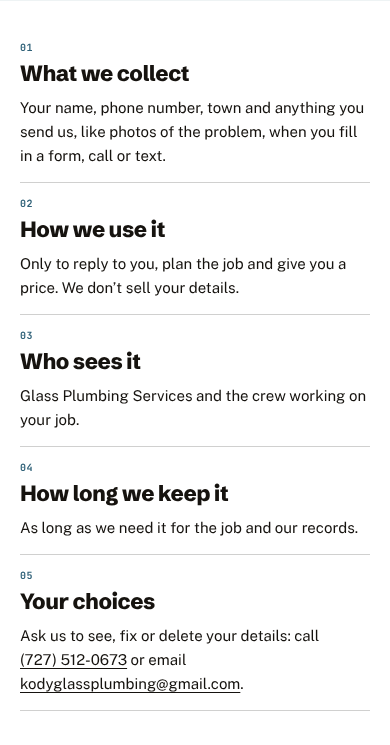 01
What we collect
Your name, phone number, town and anything you
send us, like photos of the problem, when you fill
in a form, call or text.
02
How we use it
Only to reply to you, plan the job and give you a
price. We don’t sell your details.
03
Who sees it
Glass Plumbing Services and the crew working on
your job.
04
How long we keep it
As long as we need it for the job and our records.
05
Your choices
Ask us to see, fix or delete your details: call
(727) 512-0673 or email
kodyglassplumbing@gmail.com.